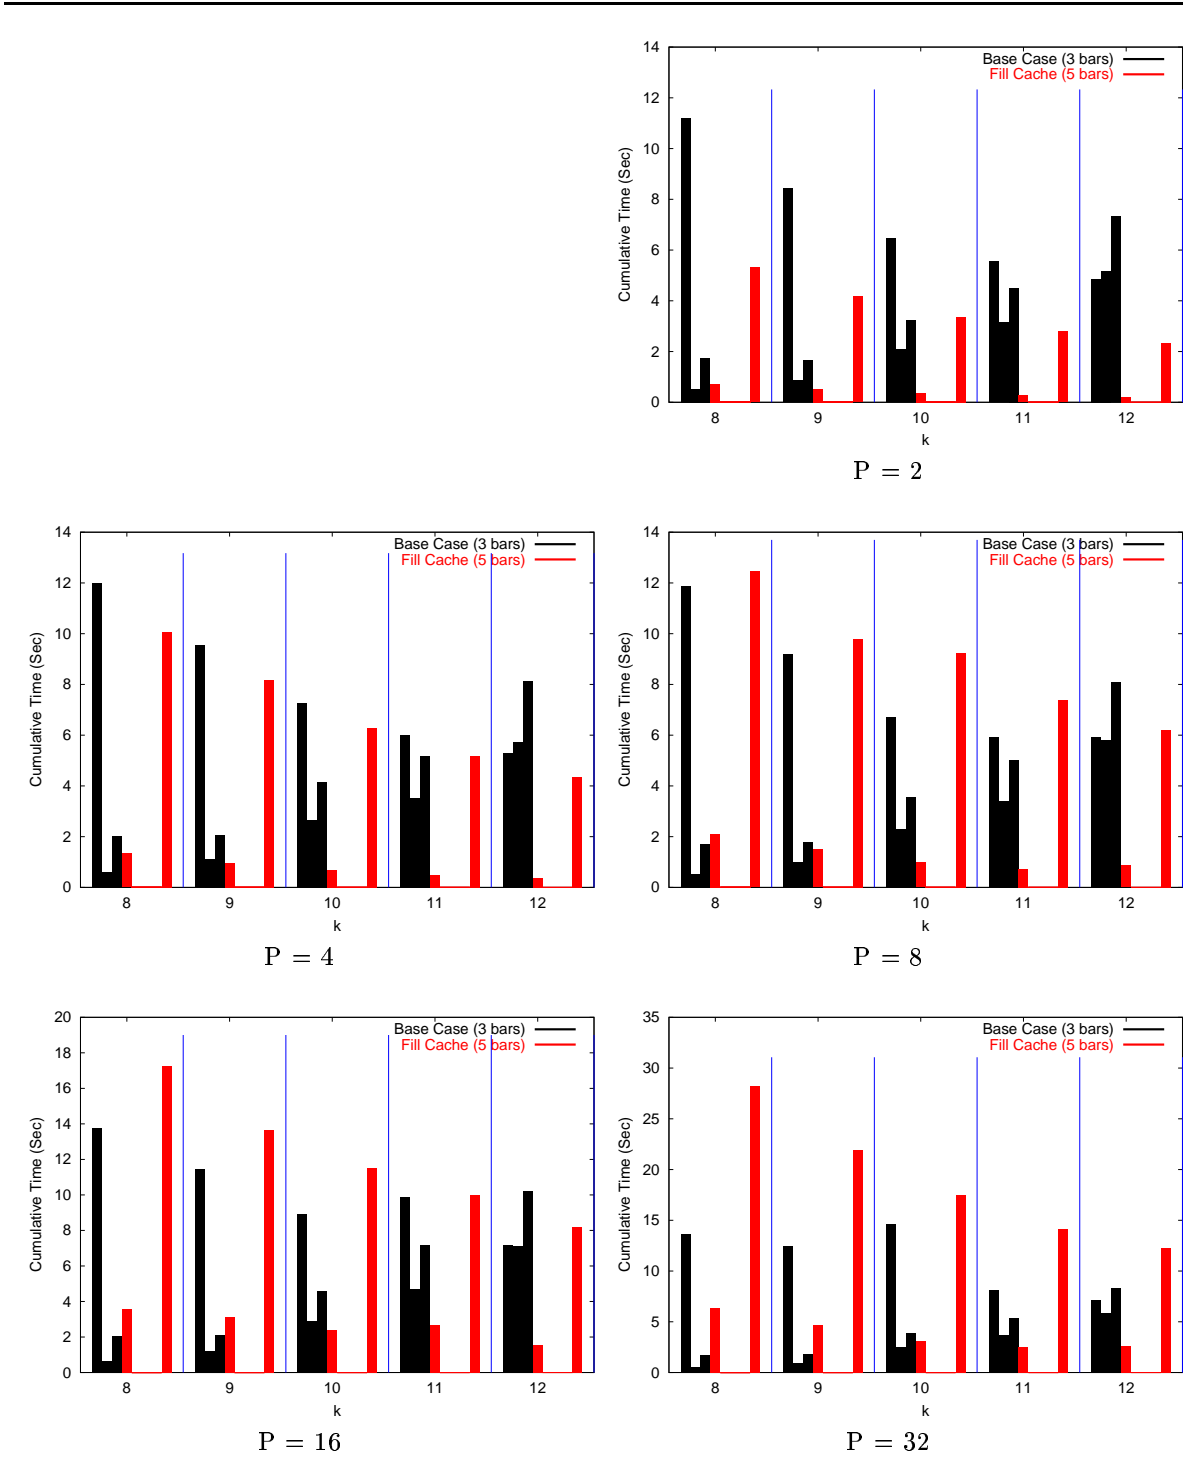 14
12
10
8
6
4
2
0
Cumulative Time (Sec)
Base Case (3 bars)
Fill Cache (5 bars)
8 9 10 11 12
k
P = 2
14
12
10
8
6
4
2
0
Cumulative Time (Sec)
Base Case (3 bars)
Fill Cache (5 bars)
8 9 10 11 12
k
P = 4
14
12
10
8
6
4
2
0
Cumulative Time (Sec)
Base Case (3 bars)
Fill Cache (5 bars)
8 9 10 11 12
k
P = 8
20
18
16
14
12
10
8
6
4
2
0
Cumulative Time (Sec)
Base Case (3 bars)
Fill Cache (5 bars)
8 9 10 11 12
k
P = 16
35
30
25
20
15
10
5
0
Cumulative Time (Sec)
Base Case (3 bars)
Fill Cache (5 bars)
8 9 10 11 12
k
P = 32